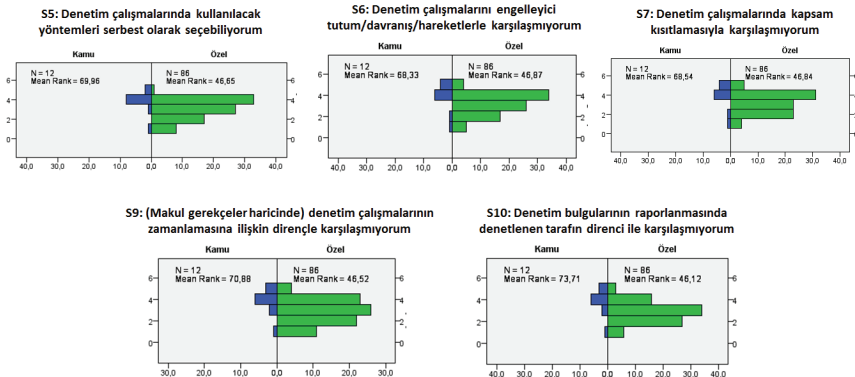 S5: Denetim çalışmalarında kullanılacak
yöntemleri serbest olarak seçebiliyorum
Kamu Özel
N = 12
Mean Rank = 69,96
N = 86
Mean Rank = 46,65
6 4 2 0
6 4 2 0
40,0 30,0 20,0 10,0 0,0 10,0 20,0 30,0 40,0
S6: Denetim çalışmalarını engelleyici
tutum/davranış/hareketlerle karşılaşmıyorum
Kamu Özel
N = 12
Mean Rank = 68,33
N = 86
Mean Rank = 46,87
6 4 2 0
6 4 2 0
40,0 30,0 20,0 10,0 0,0 10,0 20,0 30,0 40,0
S7: Denetim çalışmalarında kapsam
kısıtlamasıyla karşılaşmıyorum
Kamu Özel
N = 12
Mean Rank = 68,54
N = 86
Mean Rank = 46,84
6 4 2 0
6 4 2 0
40,0 30,0 20,0 10,0 0,0 10,0 20,0 30,0 40,0
S9: (Makul gerekçeler haricinde) denetim çalışmalarının
zamanlamasına ilişkin dirençle karşılaşmıyorum
Kamu Özel
N = 12
Mean Rank = 70,88
N = 86
Mean Rank = 46,52
6 4 2 0
6 4 2 0
30,0 20,0 10,0 0,0 10,0 20,0 30,0
S10: Denetim bulgularının raporlanmasında
denetlenen tarafın direnci ile karşılaşmıyorum
Kamu Özel
N = 12
Mean Rank = 73,71
N = 86
Mean Rank = 46,12
6 4 2 0
6 4 2 0
40,0 30,0 20,0 10,0 0,0 10,0 20,0 30,0 40,0